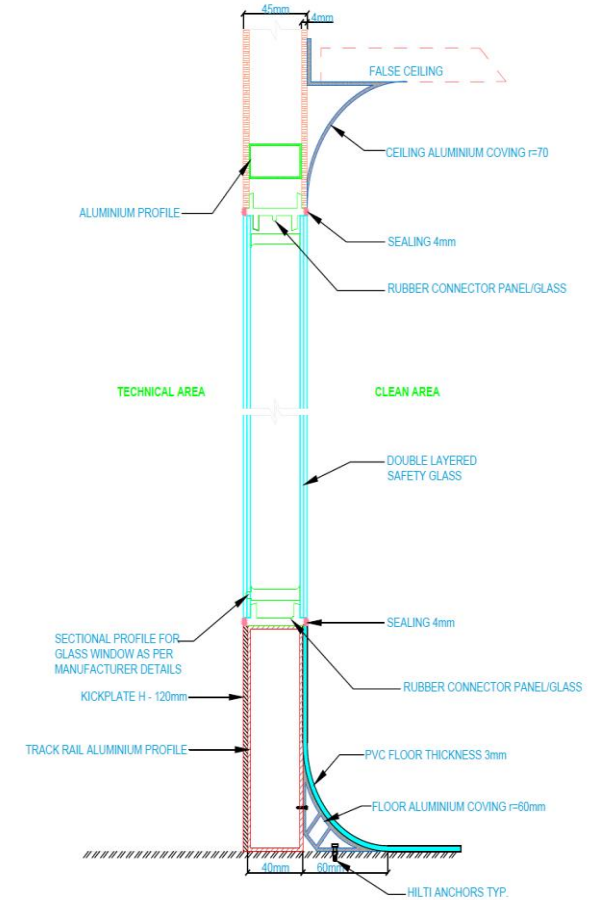 45mm
4mm
FALSE CEILING
CEILING ALUMINIUM COVING r=70
ALUMINIUM PROFILE
SEALING 4mm
RUBBER CONNECTOR PANEL/GLASS
TECHNICAL AREA
CLEAN AREA
DOUBLE LAYERED
SAFETY GLASS
SEALING 4mm
SECTIONAL PROFILE FOR
GLASS WINDOW AS PER
MANUFACTURER DETAILS
RUBBER CONNECTOR PANEL/GLASS
KICKPLATE H - 120mm
TRACK RAIL ALUMINIUM PROFILE
PVC FLOOR THICKNESS 3mm
FLOOR ALUMINIUM COVING r=60mm
40mm
60mm
HILTI ANCHORS TYP.